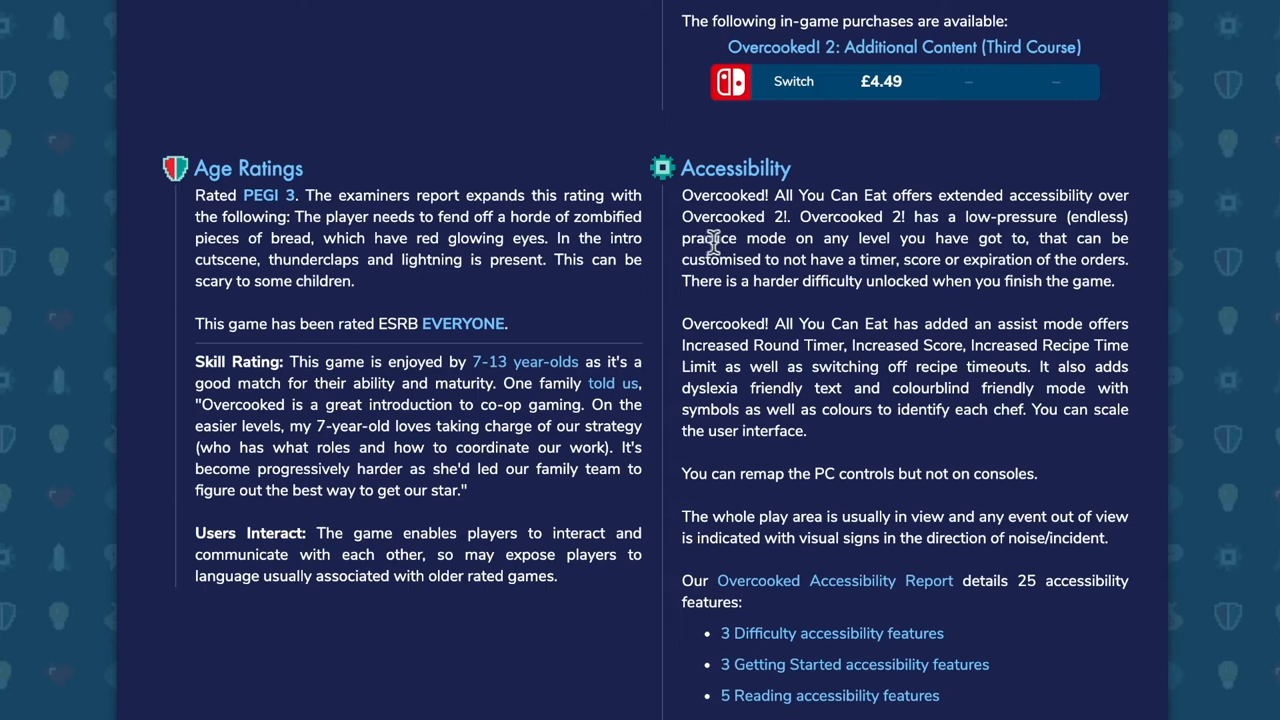 The following in-game purchases are available:
Overcooked! 2: Additional Content (Third Course)
Switch £4.49 – –
Age Ratings
Rated PEGI 3. The examiners report expands this rating with
the following: The player needs to fend off a horde of zombified
pieces of bread, which have red glowing eyes. In the intro
cutscene, thunderclaps and lightning is present. This can be
scary to some children.
This game has been rated ESRB EVERYONE.
Skill Rating: This game is enjoyed by 7-13 year-olds as it's a
good match for their ability and maturity. One family told us,
"Overcooked is a great introduction to co-op gaming. On the
easier levels, my 7-year-old loves taking charge of our strategy
(who has what roles and how to coordinate our work). It's
become progressively harder as she'd led our family team to
figure out the best way to get our star."
Users Interact: The game enables players to interact and
communicate with each other, so may expose players to
language usually associated with older rated games.
Accessibility
Overcooked! All You Can Eat offers extended accessibility over
Overcooked 2!. Overcooked 2! has a low-pressure (endless)
practice mode on any level you have got to, that can be
customised to not have a timer, score or expiration of the orders.
There is a harder difficulty unlocked when you finish the game.
Overcooked! All You Can Eat has added an assist mode offers
Increased Round Timer, Increased Score, Increased Recipe Time
Limit as well as switching off recipe timeouts. It also adds
dyslexia friendly text and colourblind friendly mode with
symbols as well as colours to identify each chef. You can scale
the user interface.
You can remap the PC controls but not on consoles.
The whole play area is usually in view and any event out of view
is indicated with visual signs in the direction of noise/incident.
Our Overcooked Accessibility Report details 25 accessibility
features:
• 3 Difficulty accessibility features
• 3 Getting Started accessibility features
• 5 Reading accessibility features